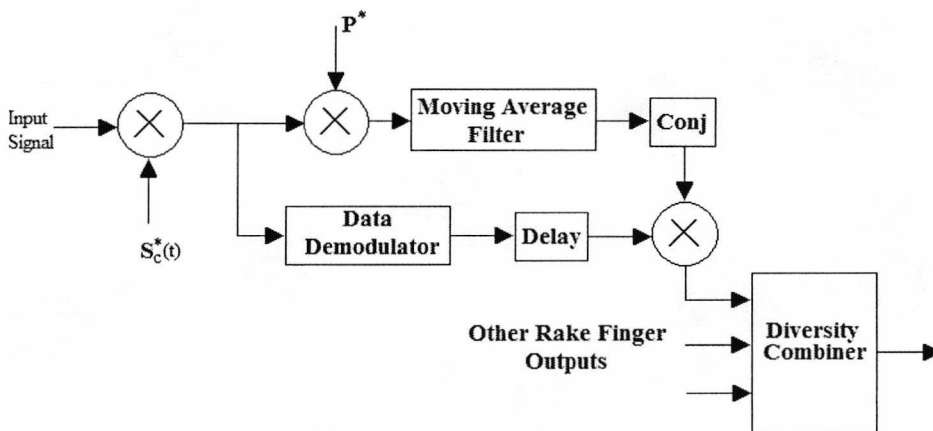 P*
Input
Signal
S*c(t)
Moving Average
Filter
Conj
Data
Demodulator
Delay
Other Rake Finger
Outputs
Diversity
Combiner